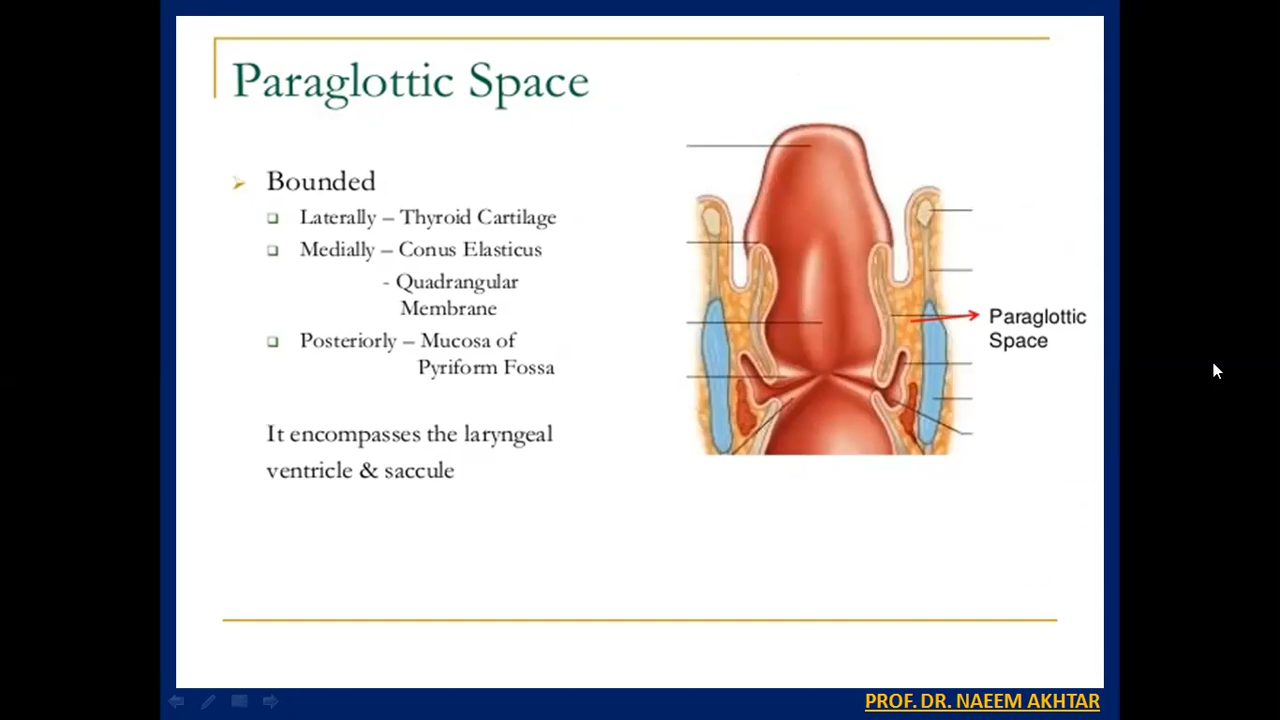 Paraglottic Space
Bounded
Laterally – Thyroid Cartilage
Medially – Conus Elasticus
- Quadrangular
Membrane
Posteriorly – Mucosa of
Pyriform Fossa
It encompasses the laryngeal
ventricle & saccule
Paraglottic
Space
PROF. DR. NAEEM AKHTAR